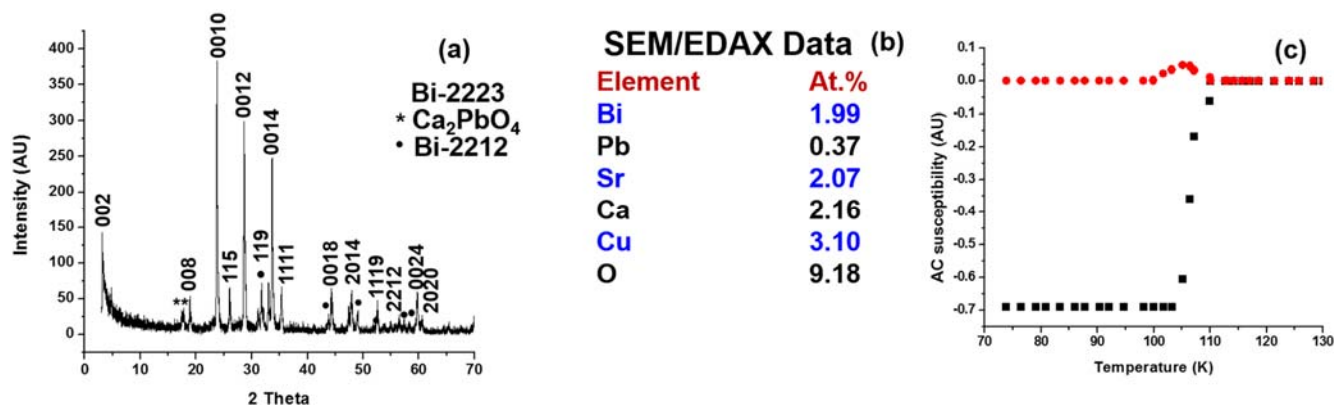 (a)
Bi-2223
* Ca₂PbO₄
• Bi-2212
002
**
008
0010
115
0012
119
0014
1111
0018
2014
1119
2212
0024
2020
Intensity (AU)
400
350
300
250
200
150
100
50
0
0 10 20 30 40 50 60 70
2 Theta
SEM/EDAX Data (b)
Element At.%
Bi 1.99
Pb 0.37
Sr 2.07
Ca 2.16
Cu 3.10
O 9.18
(c)
AC susceptibility (AU)
0.1
0.0
-0.1
-0.2
-0.3
-0.4
-0.5
-0.6
-0.7
70 80 90 100 110 120 130
Temperature (K)